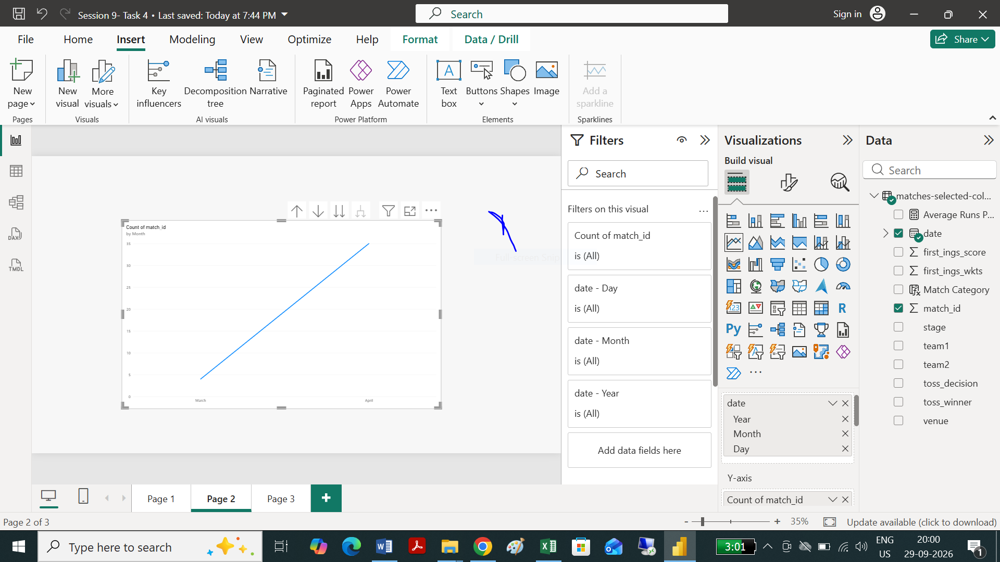 Session 9- Task 4 • Last saved: Today at 7:44 PM
Search
Sign in
File
Home
Insert
Modeling
View
Optimize
Help
Format
Data / Drill
Share
New page
New visual
More visuals
Key influencers
Decomposition tree
Narrative
Paginated report
Power Apps
Power Automate
Text box
Buttons
Shapes
Image
Add a sparkline
Pages
Visuals
AI visuals
Power Platform
Elements
Sparklines
DAX
TMDL
Count of match_id
by Month
35
30
25
20
15
10
5
0
March
April
Full-screen Snip
Filters
Search
Filters on this visual
Count of match_id
is (All)
date - Day
is (All)
date - Month
is (All)
date - Year
is (All)
Add data fields here
Visualizations
Build visual
123
R
Py
date
Year
Month
Day
Y-axis
Count of match_id
Data
Search
matches-selected-col...
Average Runs P...
date
first_ings_score
first_ings_wkts
Match Category
match_id
stage
team1
team2
toss_decision
toss_winner
venue
Page 1
Page 2
Page 3
Page 2 of 3
35%
Update available (click to download)
Type here to search
3:01
ENG
US
20:00
29-09-2026
1